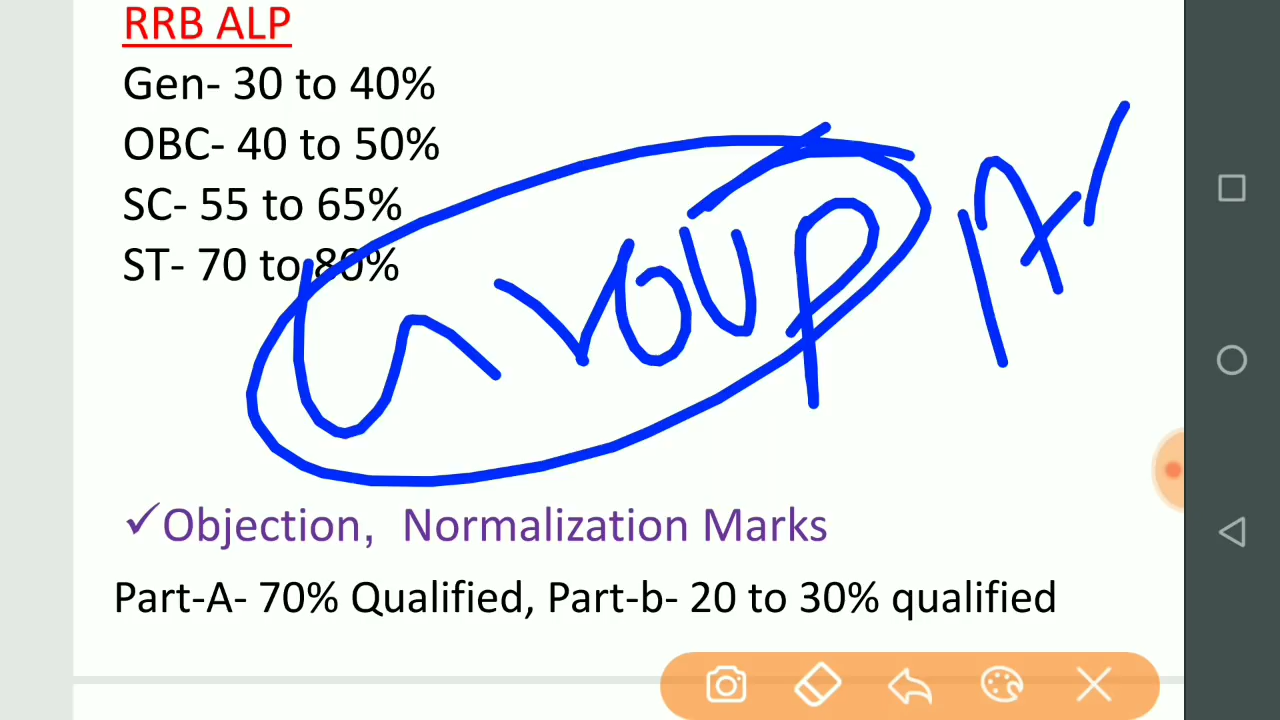 RRB ALP
Gen- 30 to 40%
OBC- 40 to 50%
SC- 55 to 65%
ST- 70 to 80%
Group
✓Objection, Normalization Marks
Part-A- 70% Qualified, Part-b- 20 to 30% qualified